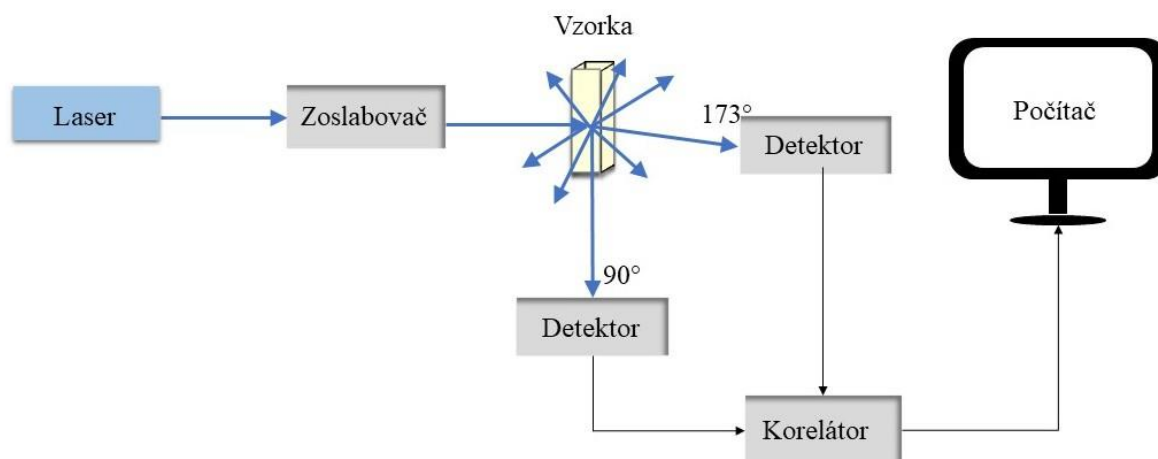 Vzorka
Laser
Zoslabovač
173°
Detektor
Počítač
90°
Detektor
Korelátor